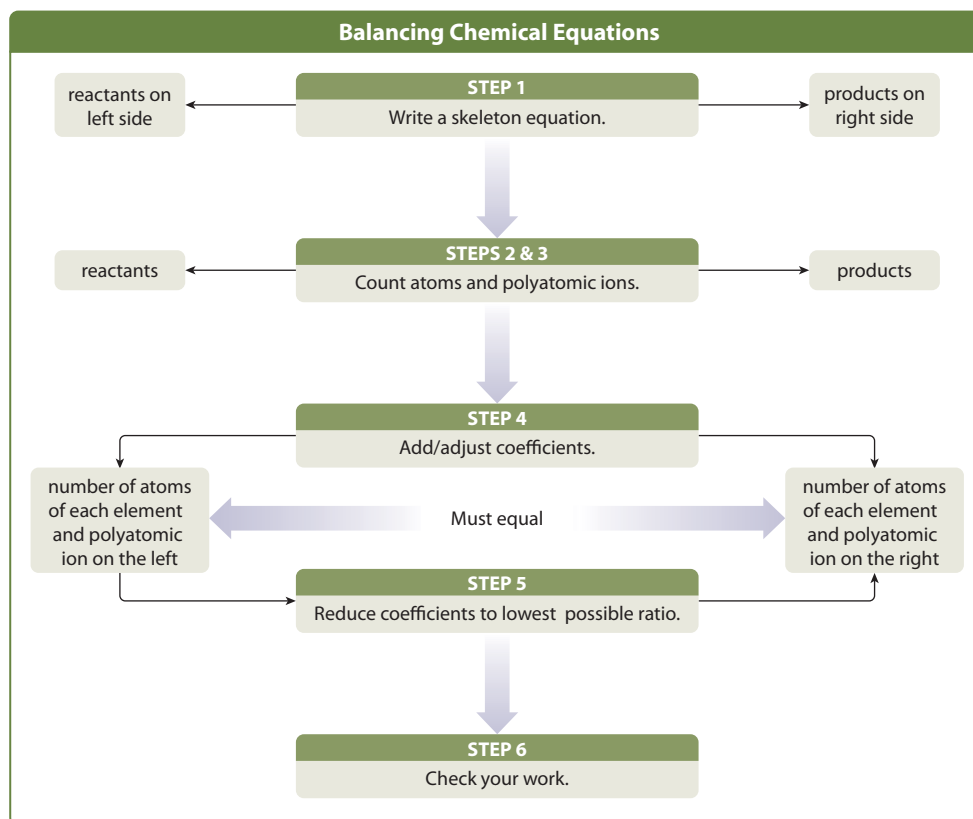 Balancing Chemical Equations
reactants on
left side
STEP 1
Write a skeleton equation.
products on
right side
reactants
STEPS 2 & 3
Count atoms and polyatomic ions.
products
STEP 4
Add/adjust coefficients.
number of atoms
of each element
and polyatomic
ion on the left
Must equal
number of atoms
of each element
and polyatomic
ion on the right
STEP 5
Reduce coefficients to lowest possible ratio.
STEP 6
Check your work.